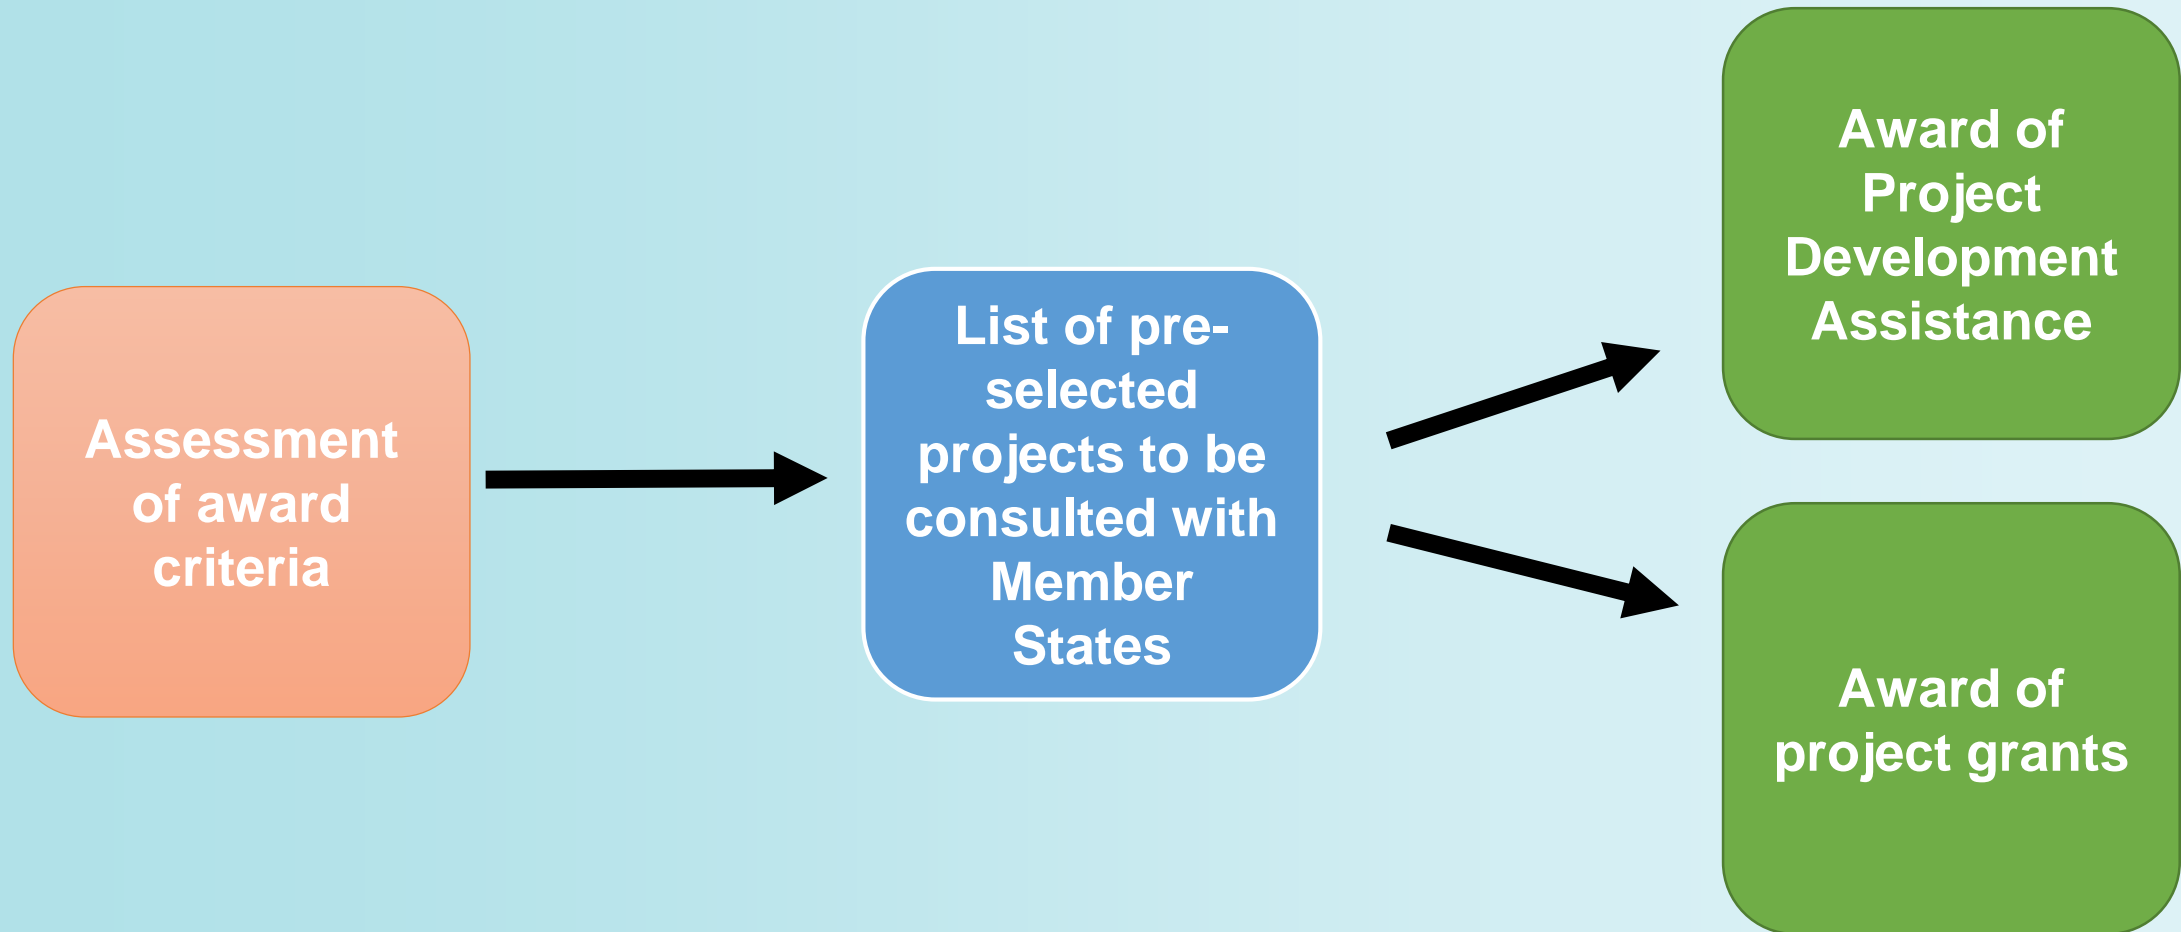 Assessment
of award
criteria
List of pre-
selected
projects to be
consulted with
Member
States
Award of
Project
Development
Assistance
Award of
project grants